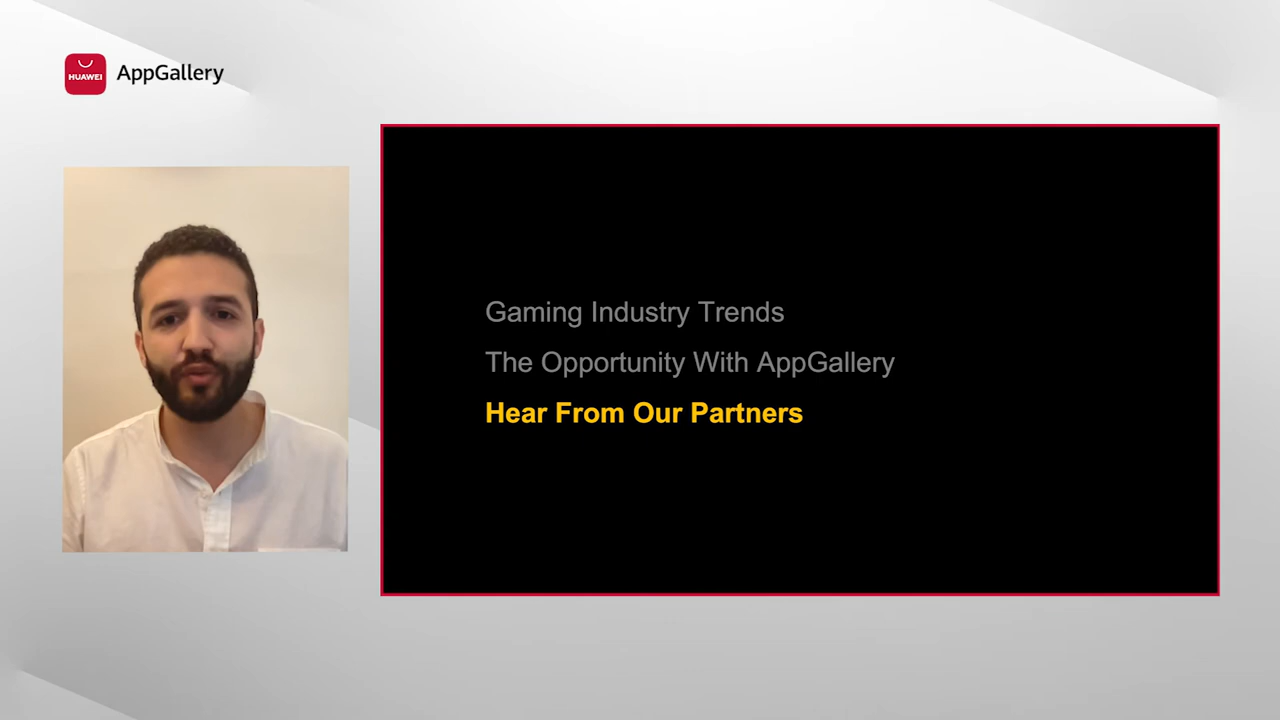 HUAWEI
AppGallery
Gaming Industry Trends
The Opportunity With AppGallery
Hear From Our Partners